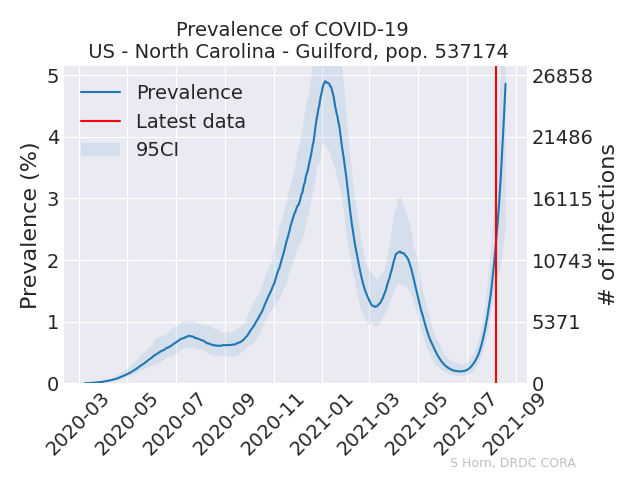 Prevalence of COVID-19
US - North Carolina - Guilford, pop. 537174
Prevalence
Latest data
95CI
Prevalence (%)
5
4
3
2
1
0
26858
21486
16115
10743
5371
0
# of infections
2020-03
2020-05
2020-07
2020-09
2020-11
2021-01
2021-03
2021-05
2021-07
2021-09
S Horn, DRDC CORA